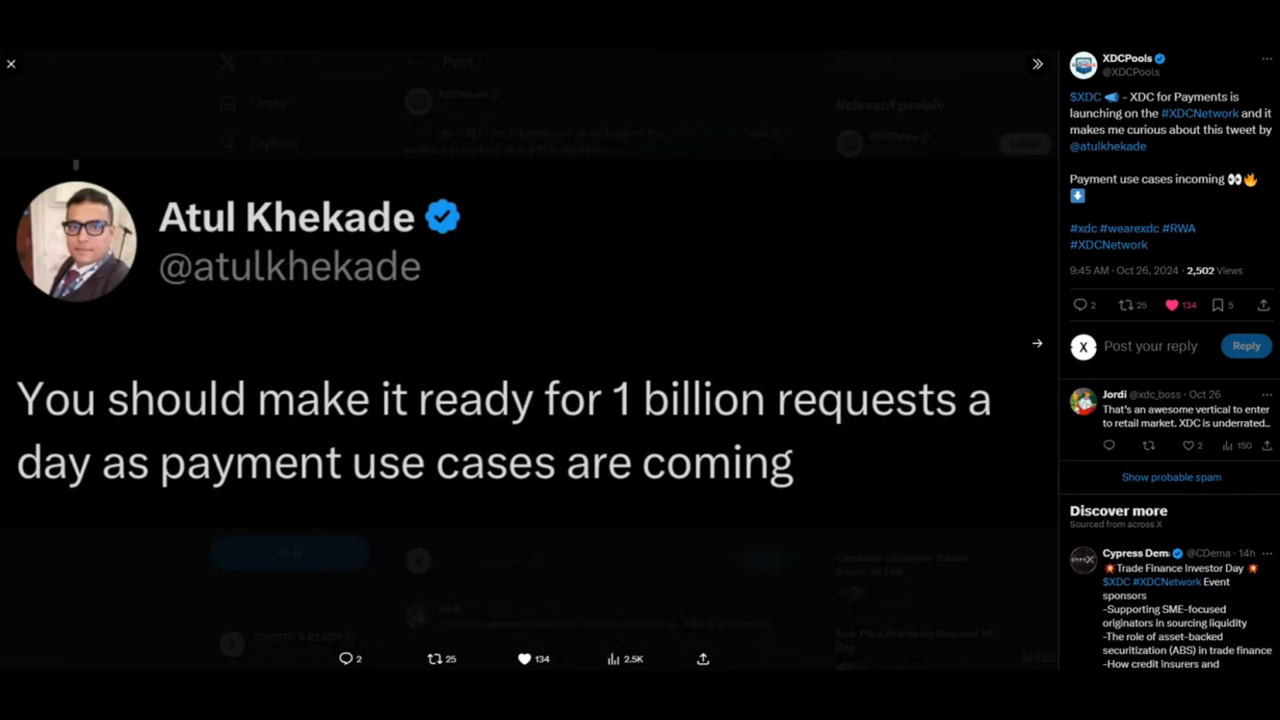 Post
XDCPools
Relevant people
XDCPools
Explore
Atul Khekade
@atulkhekade
You should make it ready for 1 billion requests a
day as payment use cases are coming
2
25
134
2.5K
XDCPools
@XDCPools
$XDC 📣 - XDC for Payments is
launching on the #XDCNetwork and it
makes me curious about this tweet by
@atulkhekade
Payment use cases incoming 👀🔥
⬇️
#xdc #wearexdc #RWA
#XDCNetwork
9:45 AM · Oct 26, 2024 · 2,502 Views
2 25 134 5
X Post your reply Reply
Jordi @xdc_boss · Oct 26
That's an awesome vertical to enter
to retail market. XDC is underrated..
2 150
Show probable spam
Discover more
Sourced from across X
Cypress Dem @CDema · 14h
💥Trade Finance Investor Day 💥
$XDC #XDCNetwork Event
sponsors
-Supporting SME-focused
originators in sourcing liquidity
-The role of asset-backed
securitization (ABS) in trade finance
-How credit insurers and